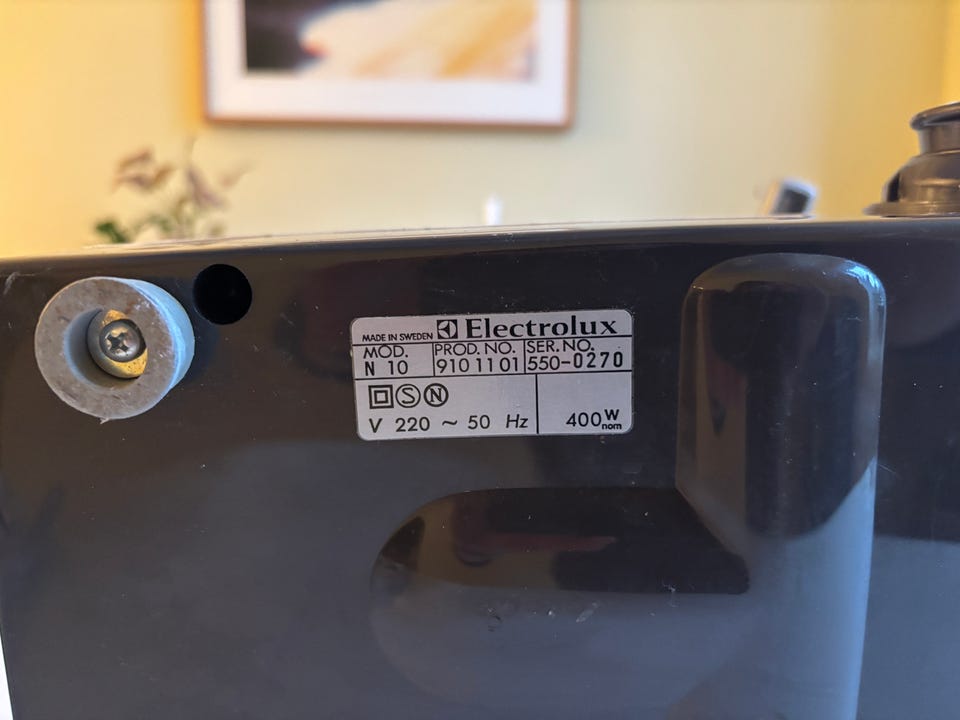 MADE IN SWEDEN Electrolux
MOD. PROD. NO. SER. NO.
N 10 910 11 01 550-0270
S N
V 220 ~ 50 Hz 400 W nom